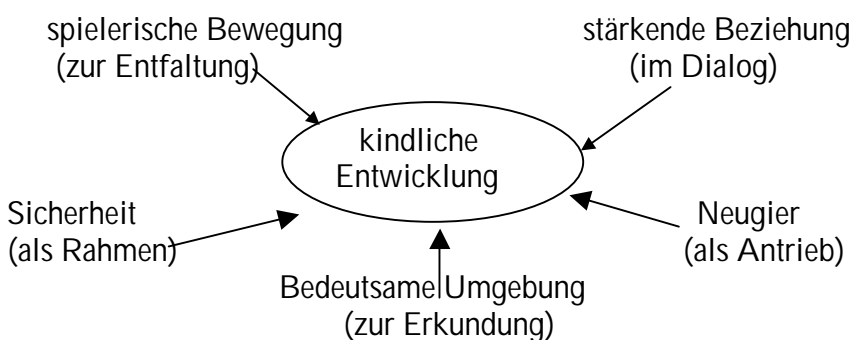 spielerische Bewegung
(zur Entfaltung)
stärkende Beziehung
(im Dialog)
kindliche
Entwicklung
Sicherheit
(als Rahmen)
Neugier
(als Antrieb)
Bedeutsame Umgebung
(zur Erkundung)